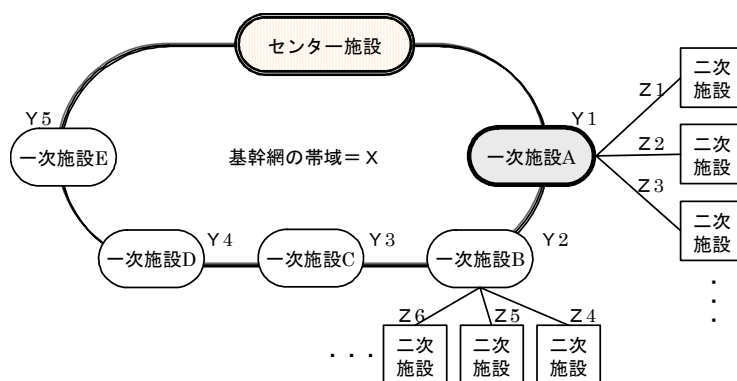 センター施設
Y5
一次施設E
基幹網の帯域＝X
Y1
一次施設A
Z1
Z2
Z3
二次
施設
二次
施設
二次
施設
・
・
・
一次施設D
Y4
一次施設C
Y3
一次施設B
Y2
Z6
Z5
Z4
・・・
二次
施設
二次
施設
二次
施設